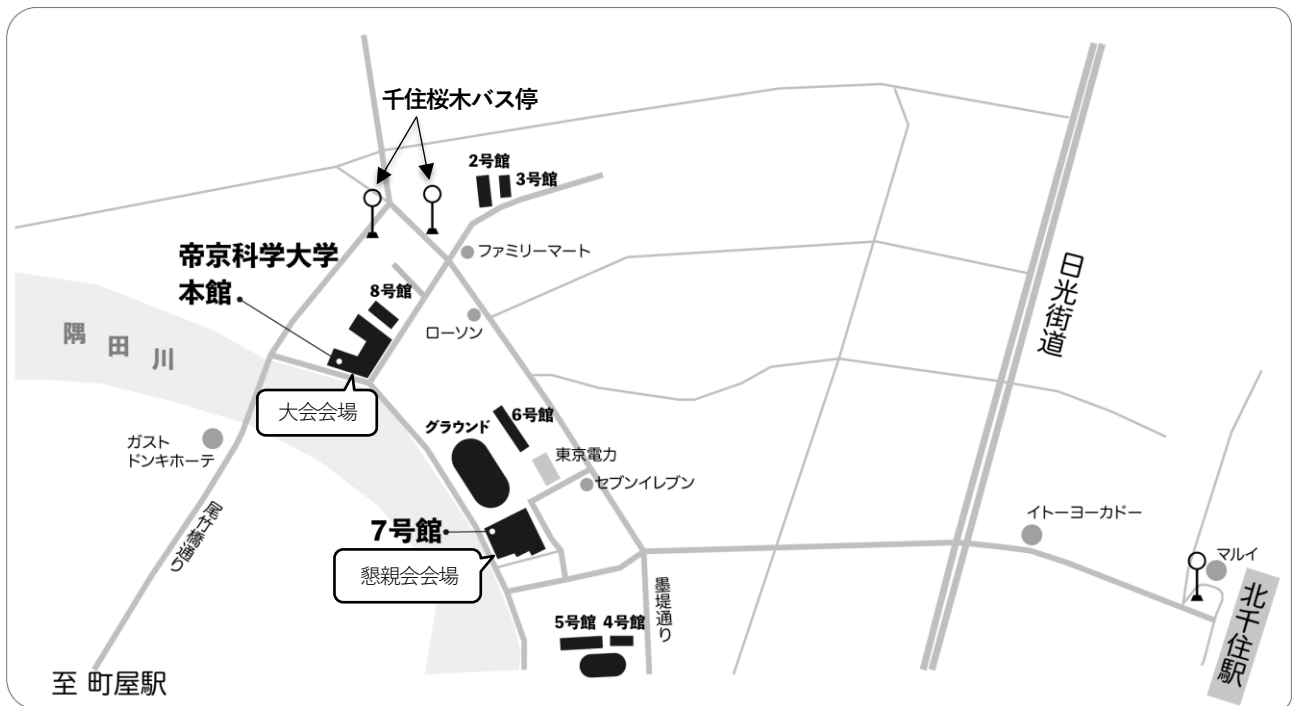 千住桜木バス停
2号館
3号館
ファミリーマート
帝京科学大学
本館
8号館
ローソン
日光街道
隅田川
大会会場
グラウンド
6号館
ガスト
ドンキホーテ
東京電力
セブンイレブン
尾竹橋通り
7号館
懇親会会場
イトーヨーカドー
マルイ
北千住駅
墨堤通り
5号館
4号館
至 町屋駅